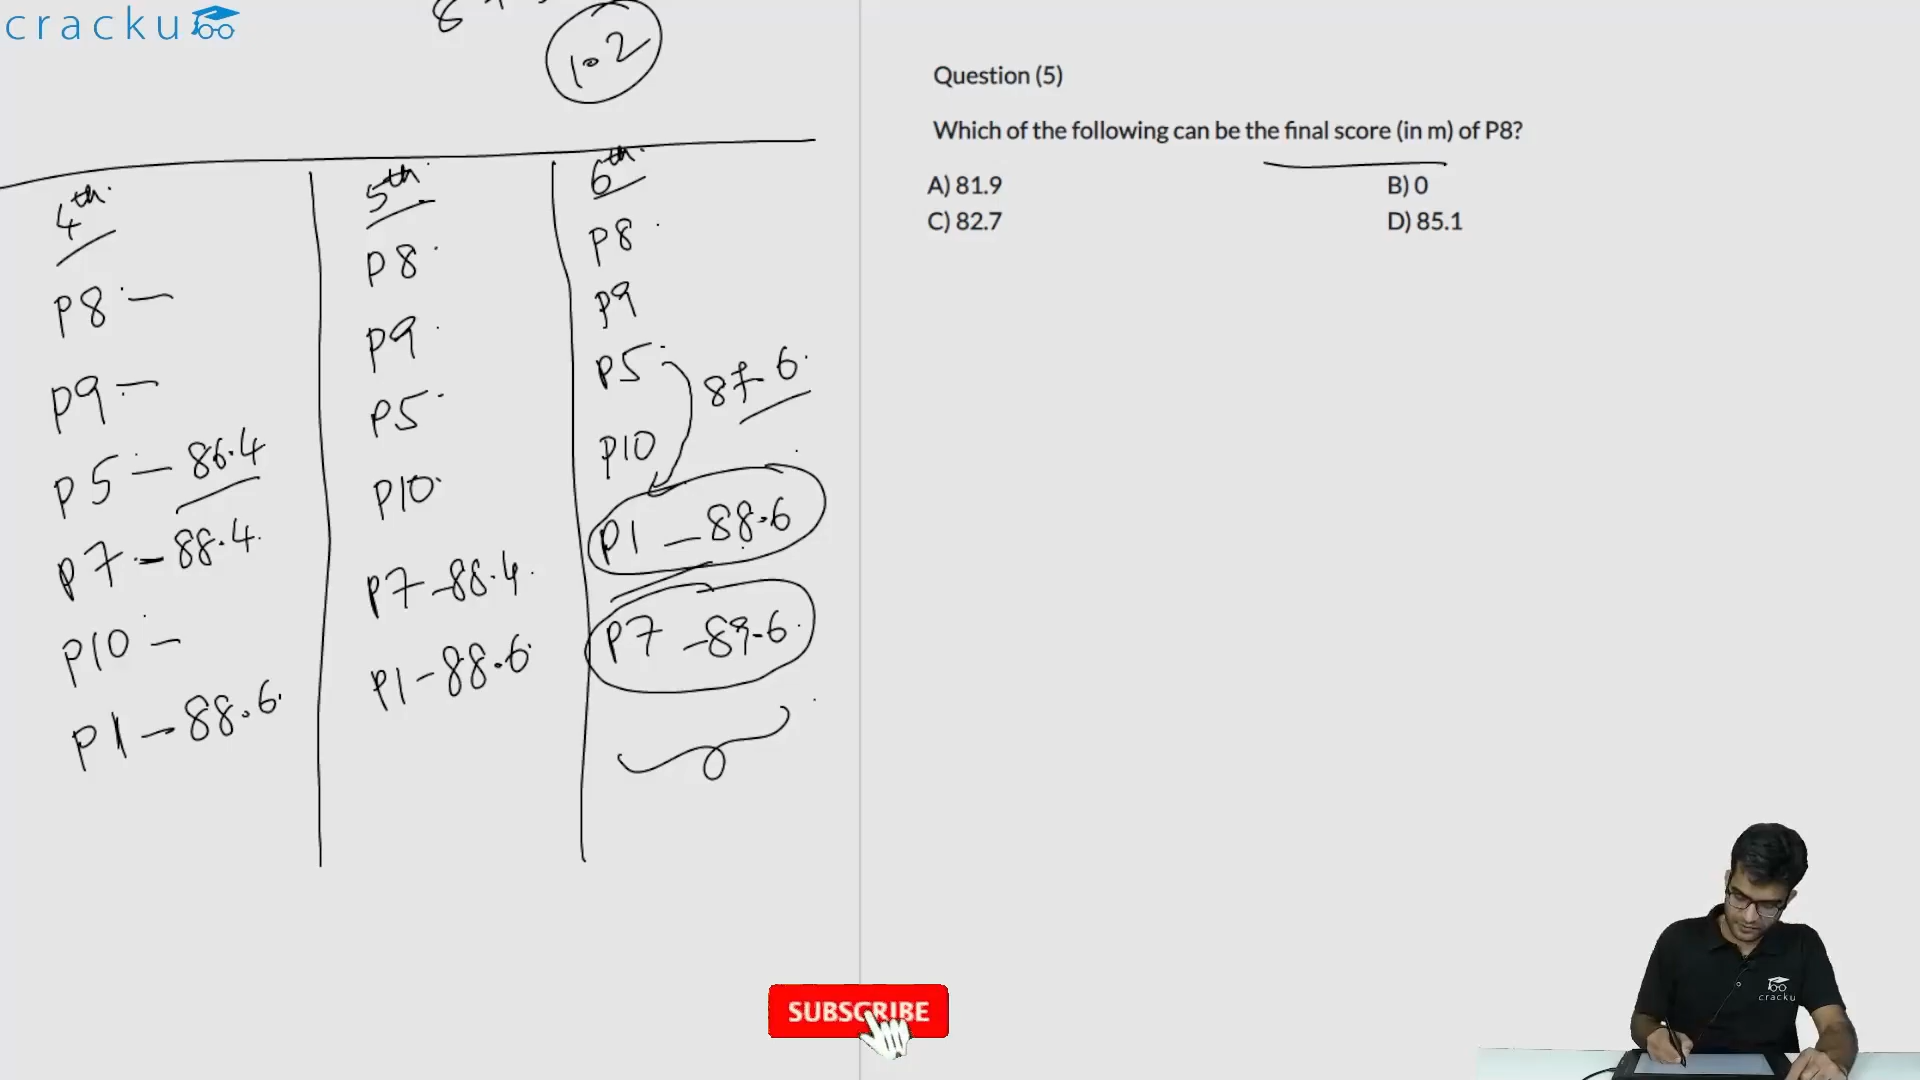 cracku
1.2
4th
P8 —
P9 —
P5 — 86.4
P7 - 88.4
P10 —
P1 - 88.6
5th
P8
P9
P5
P10
P7 - 88.4
P1 - 88.6
6th
P8
P9
P5
87.6
P10
P1 - 88.6
P7 - 89.6
Question (5)
Which of the following can be the final score (in m) of P8?
A) 81.9 B) 0
C) 82.7 D) 85.1
SUBSCRIBE
cracku